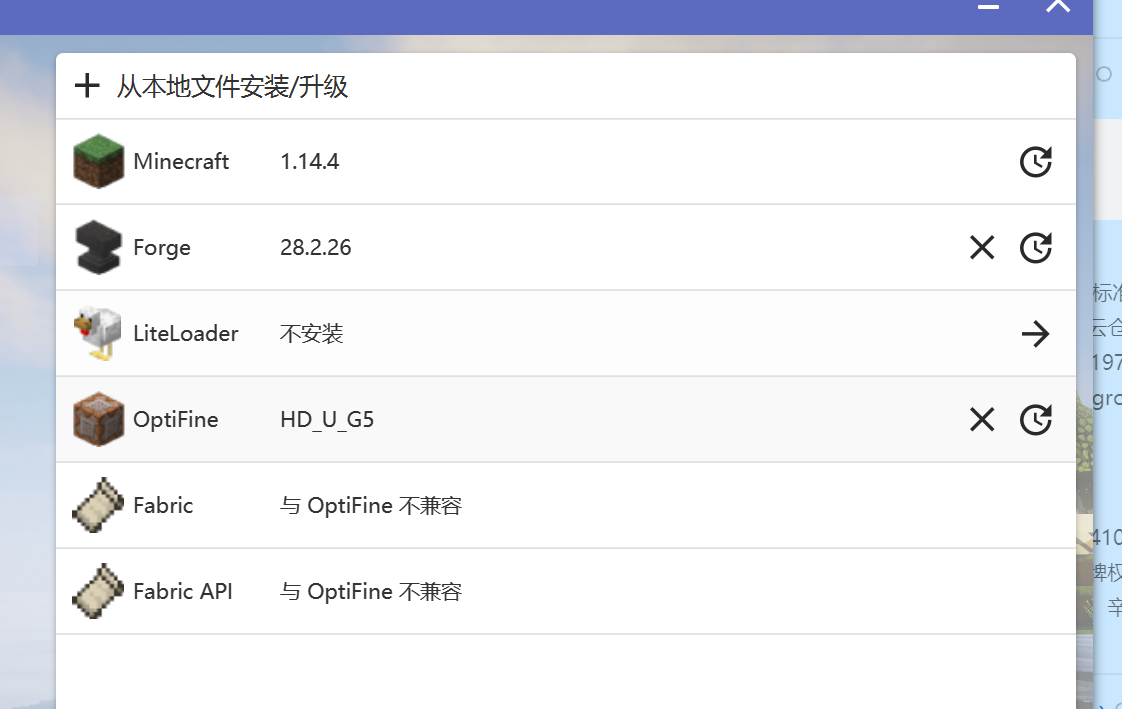 从本地文件安装/升级
Minecraft 1.14.4
Forge 28.2.26
LiteLoader 不安装
OptiFine HD_U_G5
Fabric 与 OptiFine 不兼容
Fabric API 与 OptiFine 不兼容
标准
云仓
197
gro
410
牌权
辛